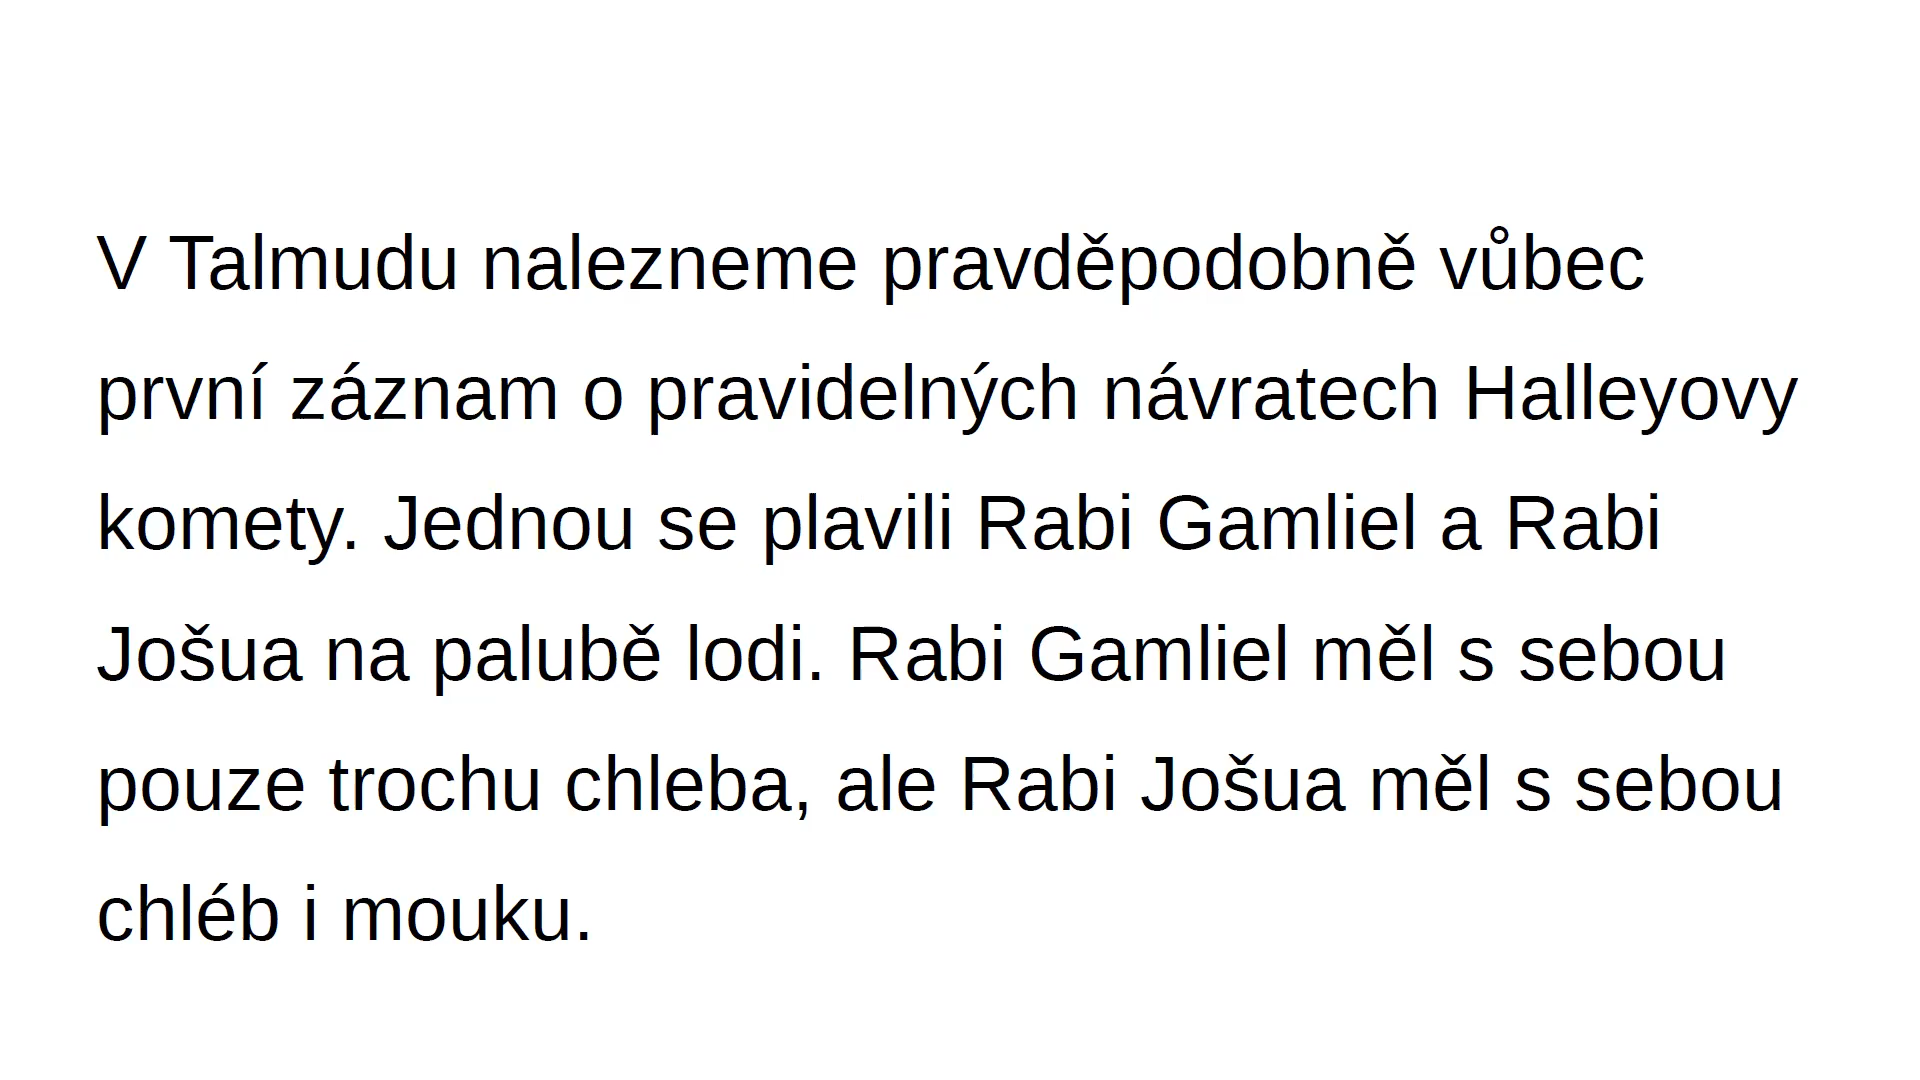 V Talmudu nalezneme pravděpodobně vůbec
první záznam o pravidelných návratech Halleyovy
komety. Jednou se plavili Rabi Gamliel a Rabi
Jošua na palubě lodi. Rabi Gamliel měl s sebou
pouze trochu chleba, ale Rabi Jošua měl s sebou
chléb i mouku.